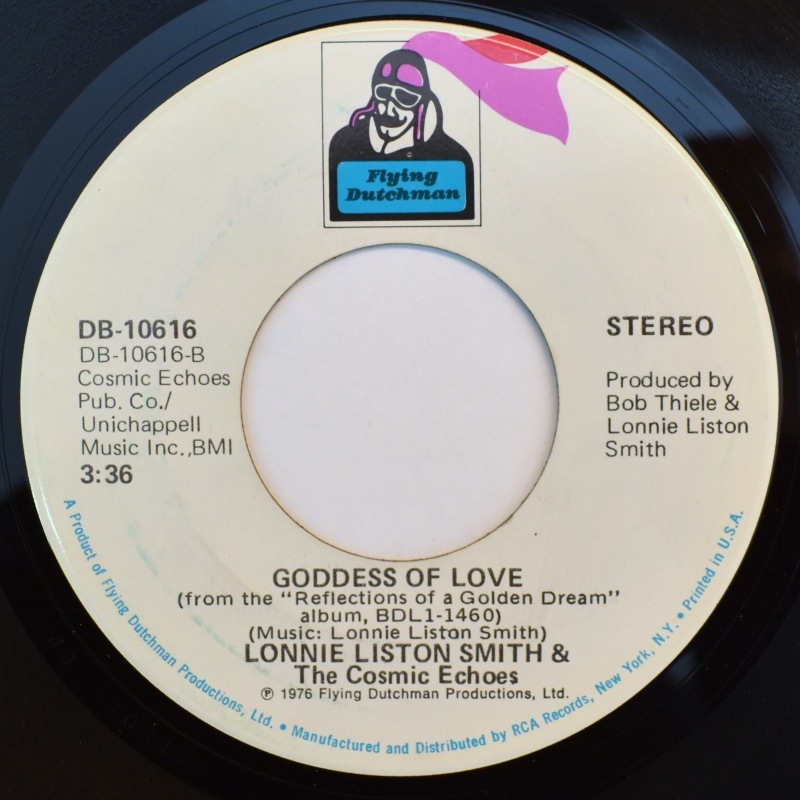 Flying
Dutchman
DB-10616
DB-10616-B
Cosmic Echoes
Pub. Co./
Unichappell
Music Inc.,BMI
3:36
STEREO
Produced by
Bob Thiele &
Lonnie Liston
Smith
GODDESS OF LOVE
(from the "Reflections of a Golden Dream"
album, BDL1-1460)
(Music: Lonnie Liston Smith)
LONNIE LISTON SMITH &
The Cosmic Echoes
℗ 1976 Flying Dutchman Productions, Ltd.
A Product of Flying Dutchman Productions, Ltd. • Manufactured and Distributed by RCA Records, New York, N.Y. • Printed in U.S.A.